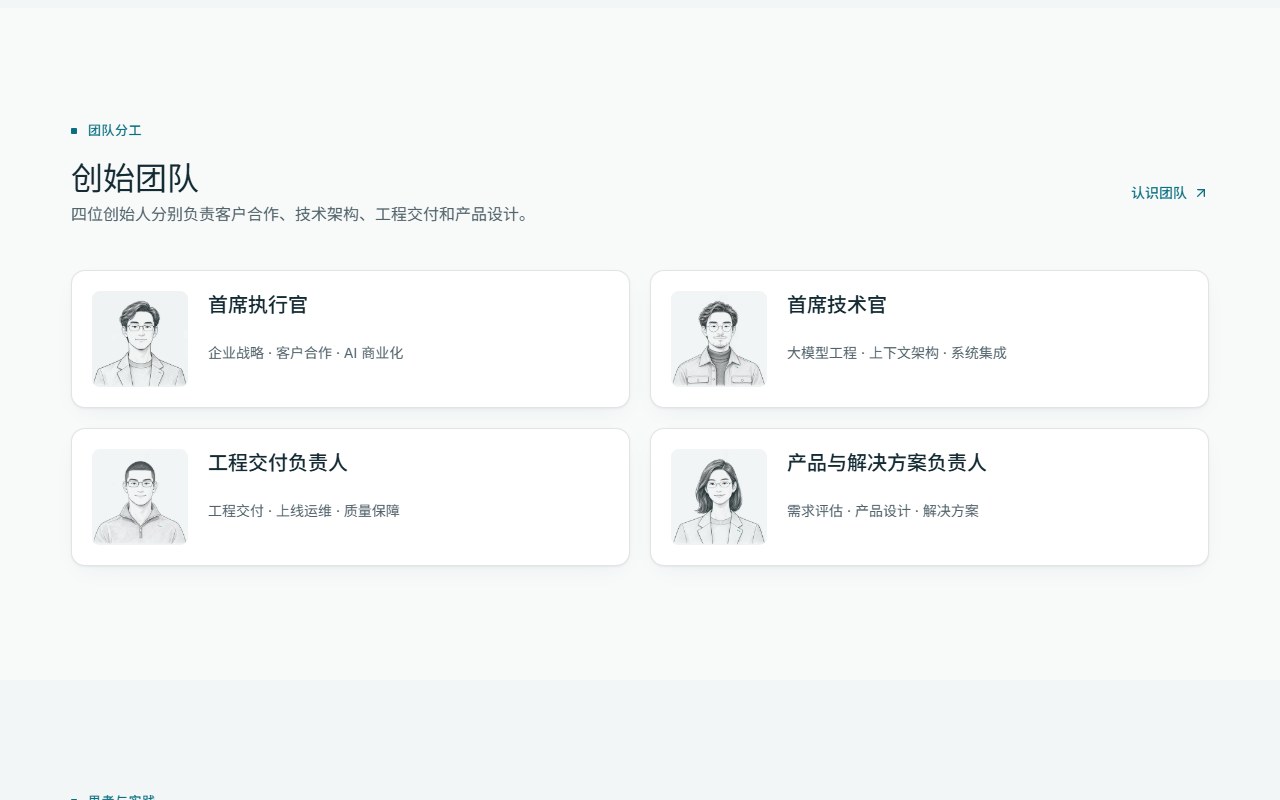 团队分工
创始团队
四位创始人分别负责客户合作、技术架构、工程交付和产品设计。
认识团队
首席执行官
企业战略 · 客户合作 · AI 商业化
首席技术官
大模型工程 · 上下文架构 · 系统集成
工程交付负责人
工程交付 · 上线运维 · 质量保障
产品与解决方案负责人
需求评估 · 产品设计 · 解决方案
思考与实践